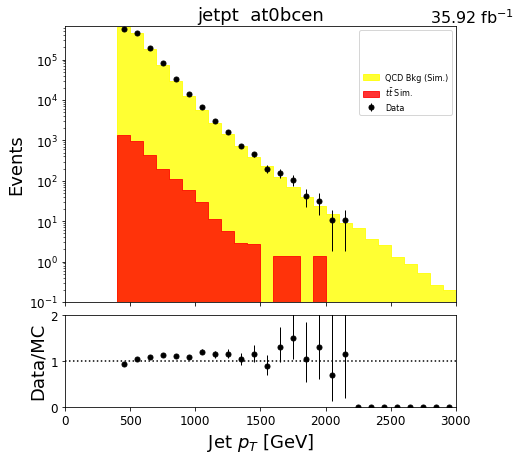 jetpt at0bcen
35.92 fb⁻¹
Events
10⁵
10⁴
10³
10²
10¹
10⁰
10⁻¹
QCD Bkg (Sim.)
tt̄ Sim.
Data
Data/MC
2
1
0
0 500 1000 1500 2000 2500 3000
Jet p_T [GeV]